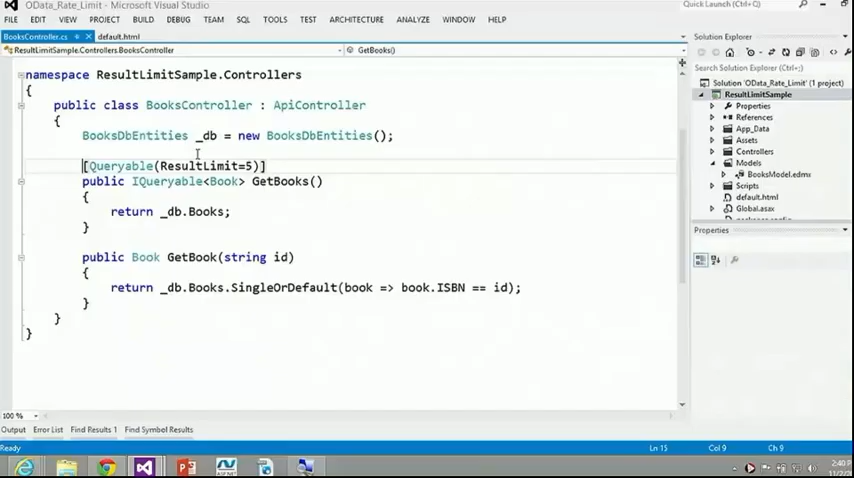 OData_Rate_Limit - Microsoft Visual Studio
Quick Launch (Ctrl+Q)
FILE EDIT VIEW PROJECT BUILD DEBUG TEAM SQL TOOLS TEST ARCHITECTURE ANALYZE WINDOW HELP
BooksController.cs default.html
ResultLimitSample.Controllers.BooksController GetBooks()
namespace ResultLimitSample.Controllers
{
public class BooksController : ApiController
{
BooksDbEntities _db = new BooksDbEntities();
[Queryable(ResultLimit=5)]
public IQueryable<Book> GetBooks()
{
return _db.Books;
}
public Book GetBook(string id)
{
return _db.Books.SingleOrDefault(book => book.ISBN == id);
}
}
}
100 %
Solution Explorer
Search Solution Explorer (Ctrl+;)
Solution 'OData_Rate_Limit' (1 project)
ResultLimitSample
Properties
References
App_Data
Assets
Controllers
Models
BooksModel.edmx
Scripts
default.html
Global.asax
packages.config
Properties
Output Error List Find Results 1 Find Symbol Results
Ready Ln 15 Col 9 Ch 9
2:40